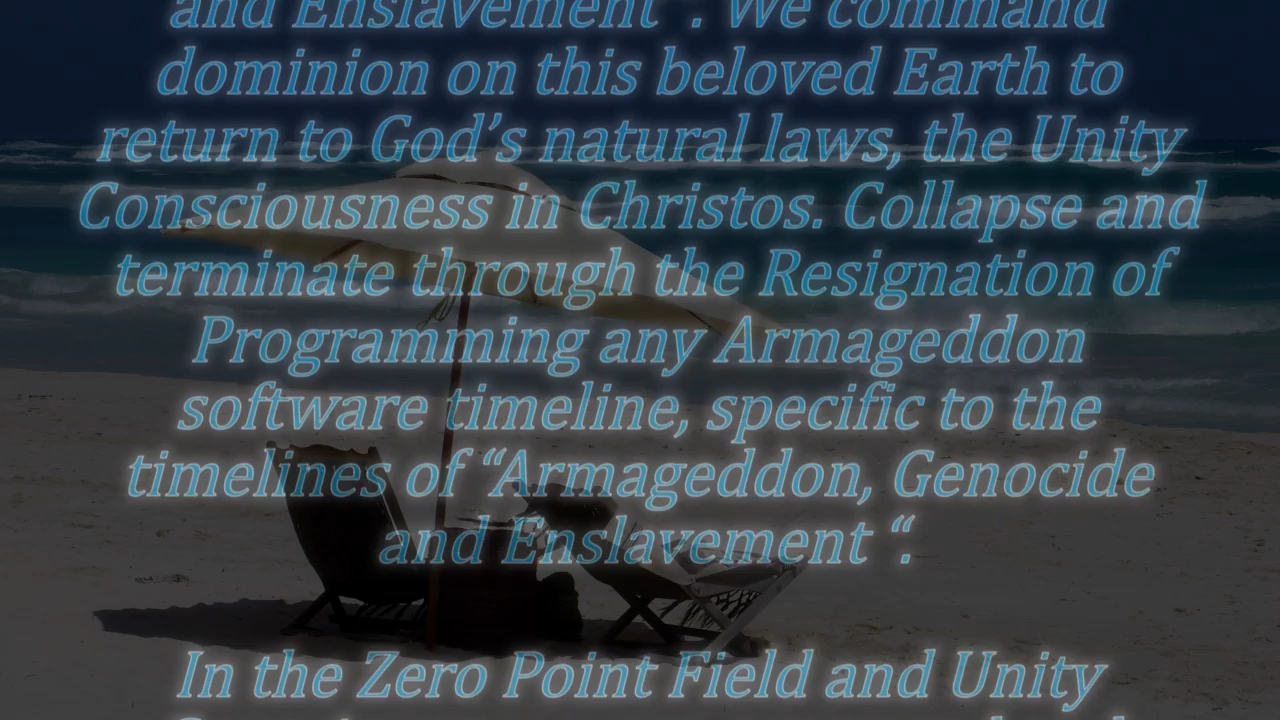 and Enslavement “. We command
dominion on this beloved Earth to
return to God’s natural laws, the Unity
Consciousness in Christos. Collapse and
terminate through the Resignation of
Programming any Armageddon
software timeline, specific to the
timelines of “Armageddon, Genocide
and Enslavement “.
In the Zero Point Field and Unity